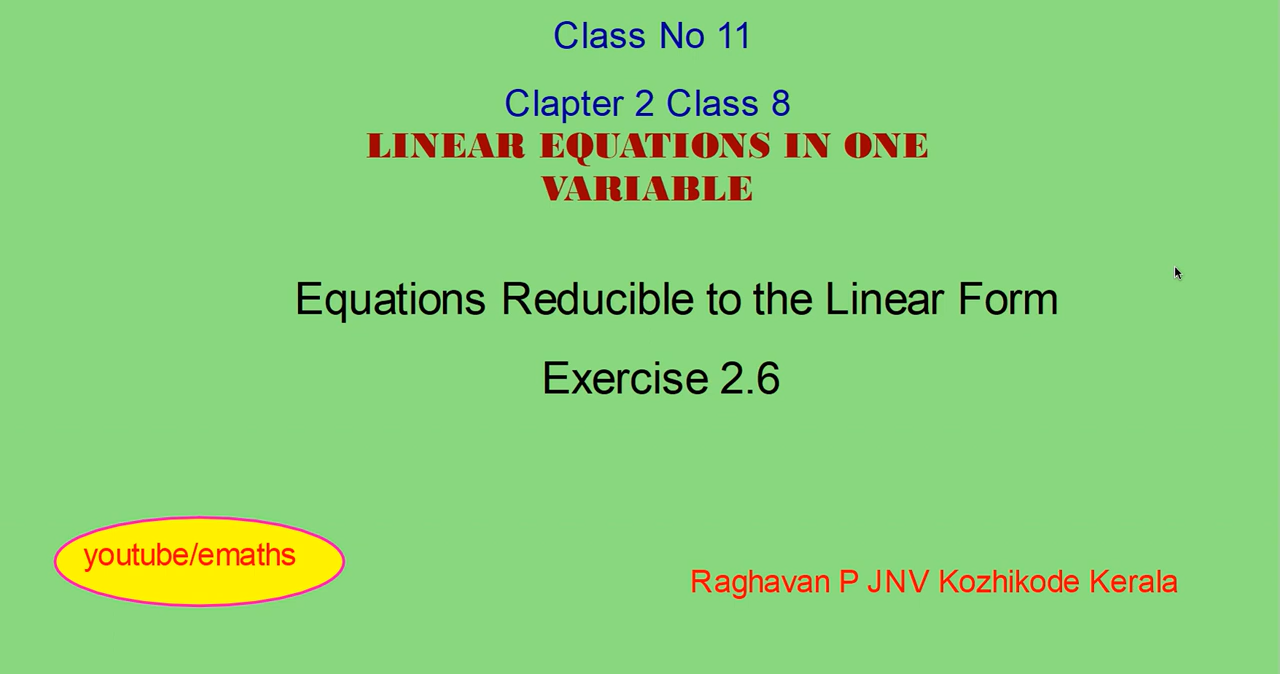 Class No 11
Clapter 2 Class 8
LINEAR EQUATIONS IN ONE
VARIABLE
Equations Reducible to the Linear Form
Exercise 2.6
youtube/emaths
Raghavan P JNV Kozhikode Kerala